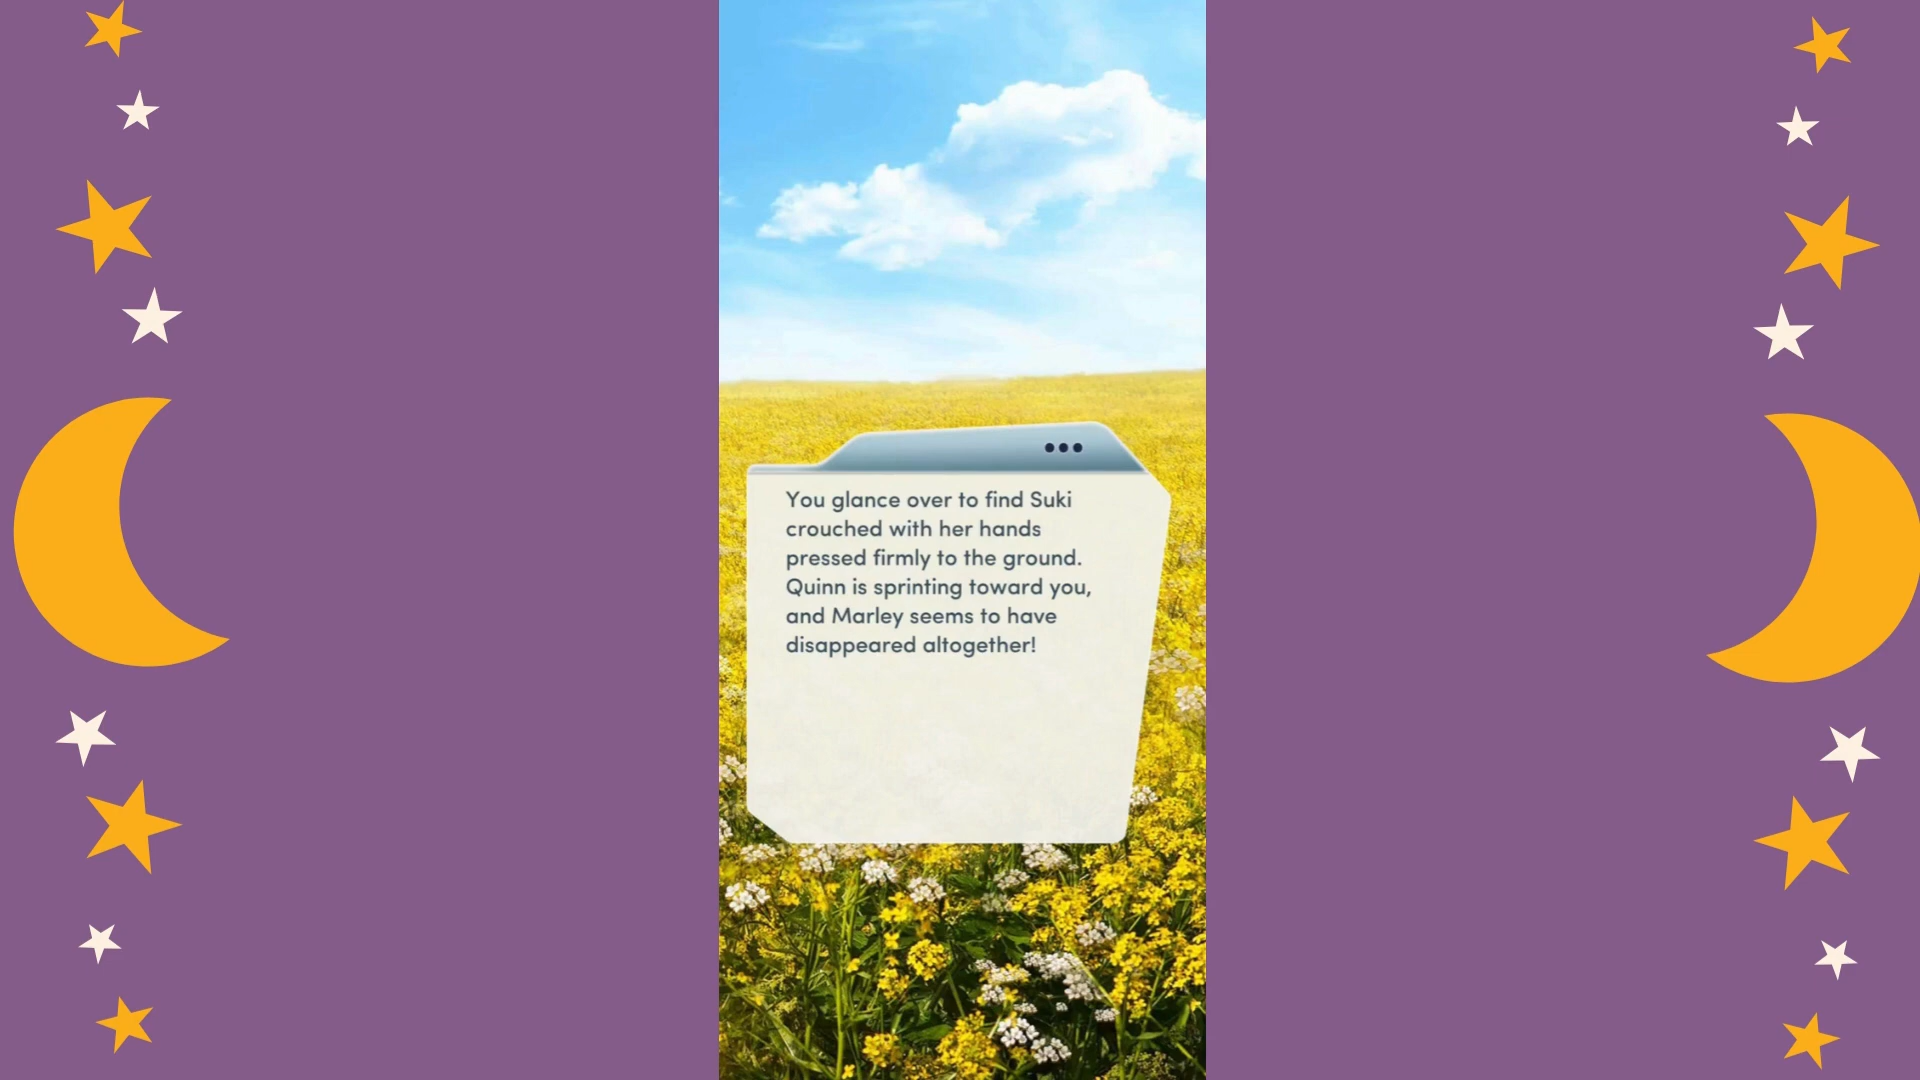 You glance over to find Suki
crouched with her hands
pressed firmly to the ground.
Quinn is sprinting toward you,
and Marley seems to have
disappeared altogether!